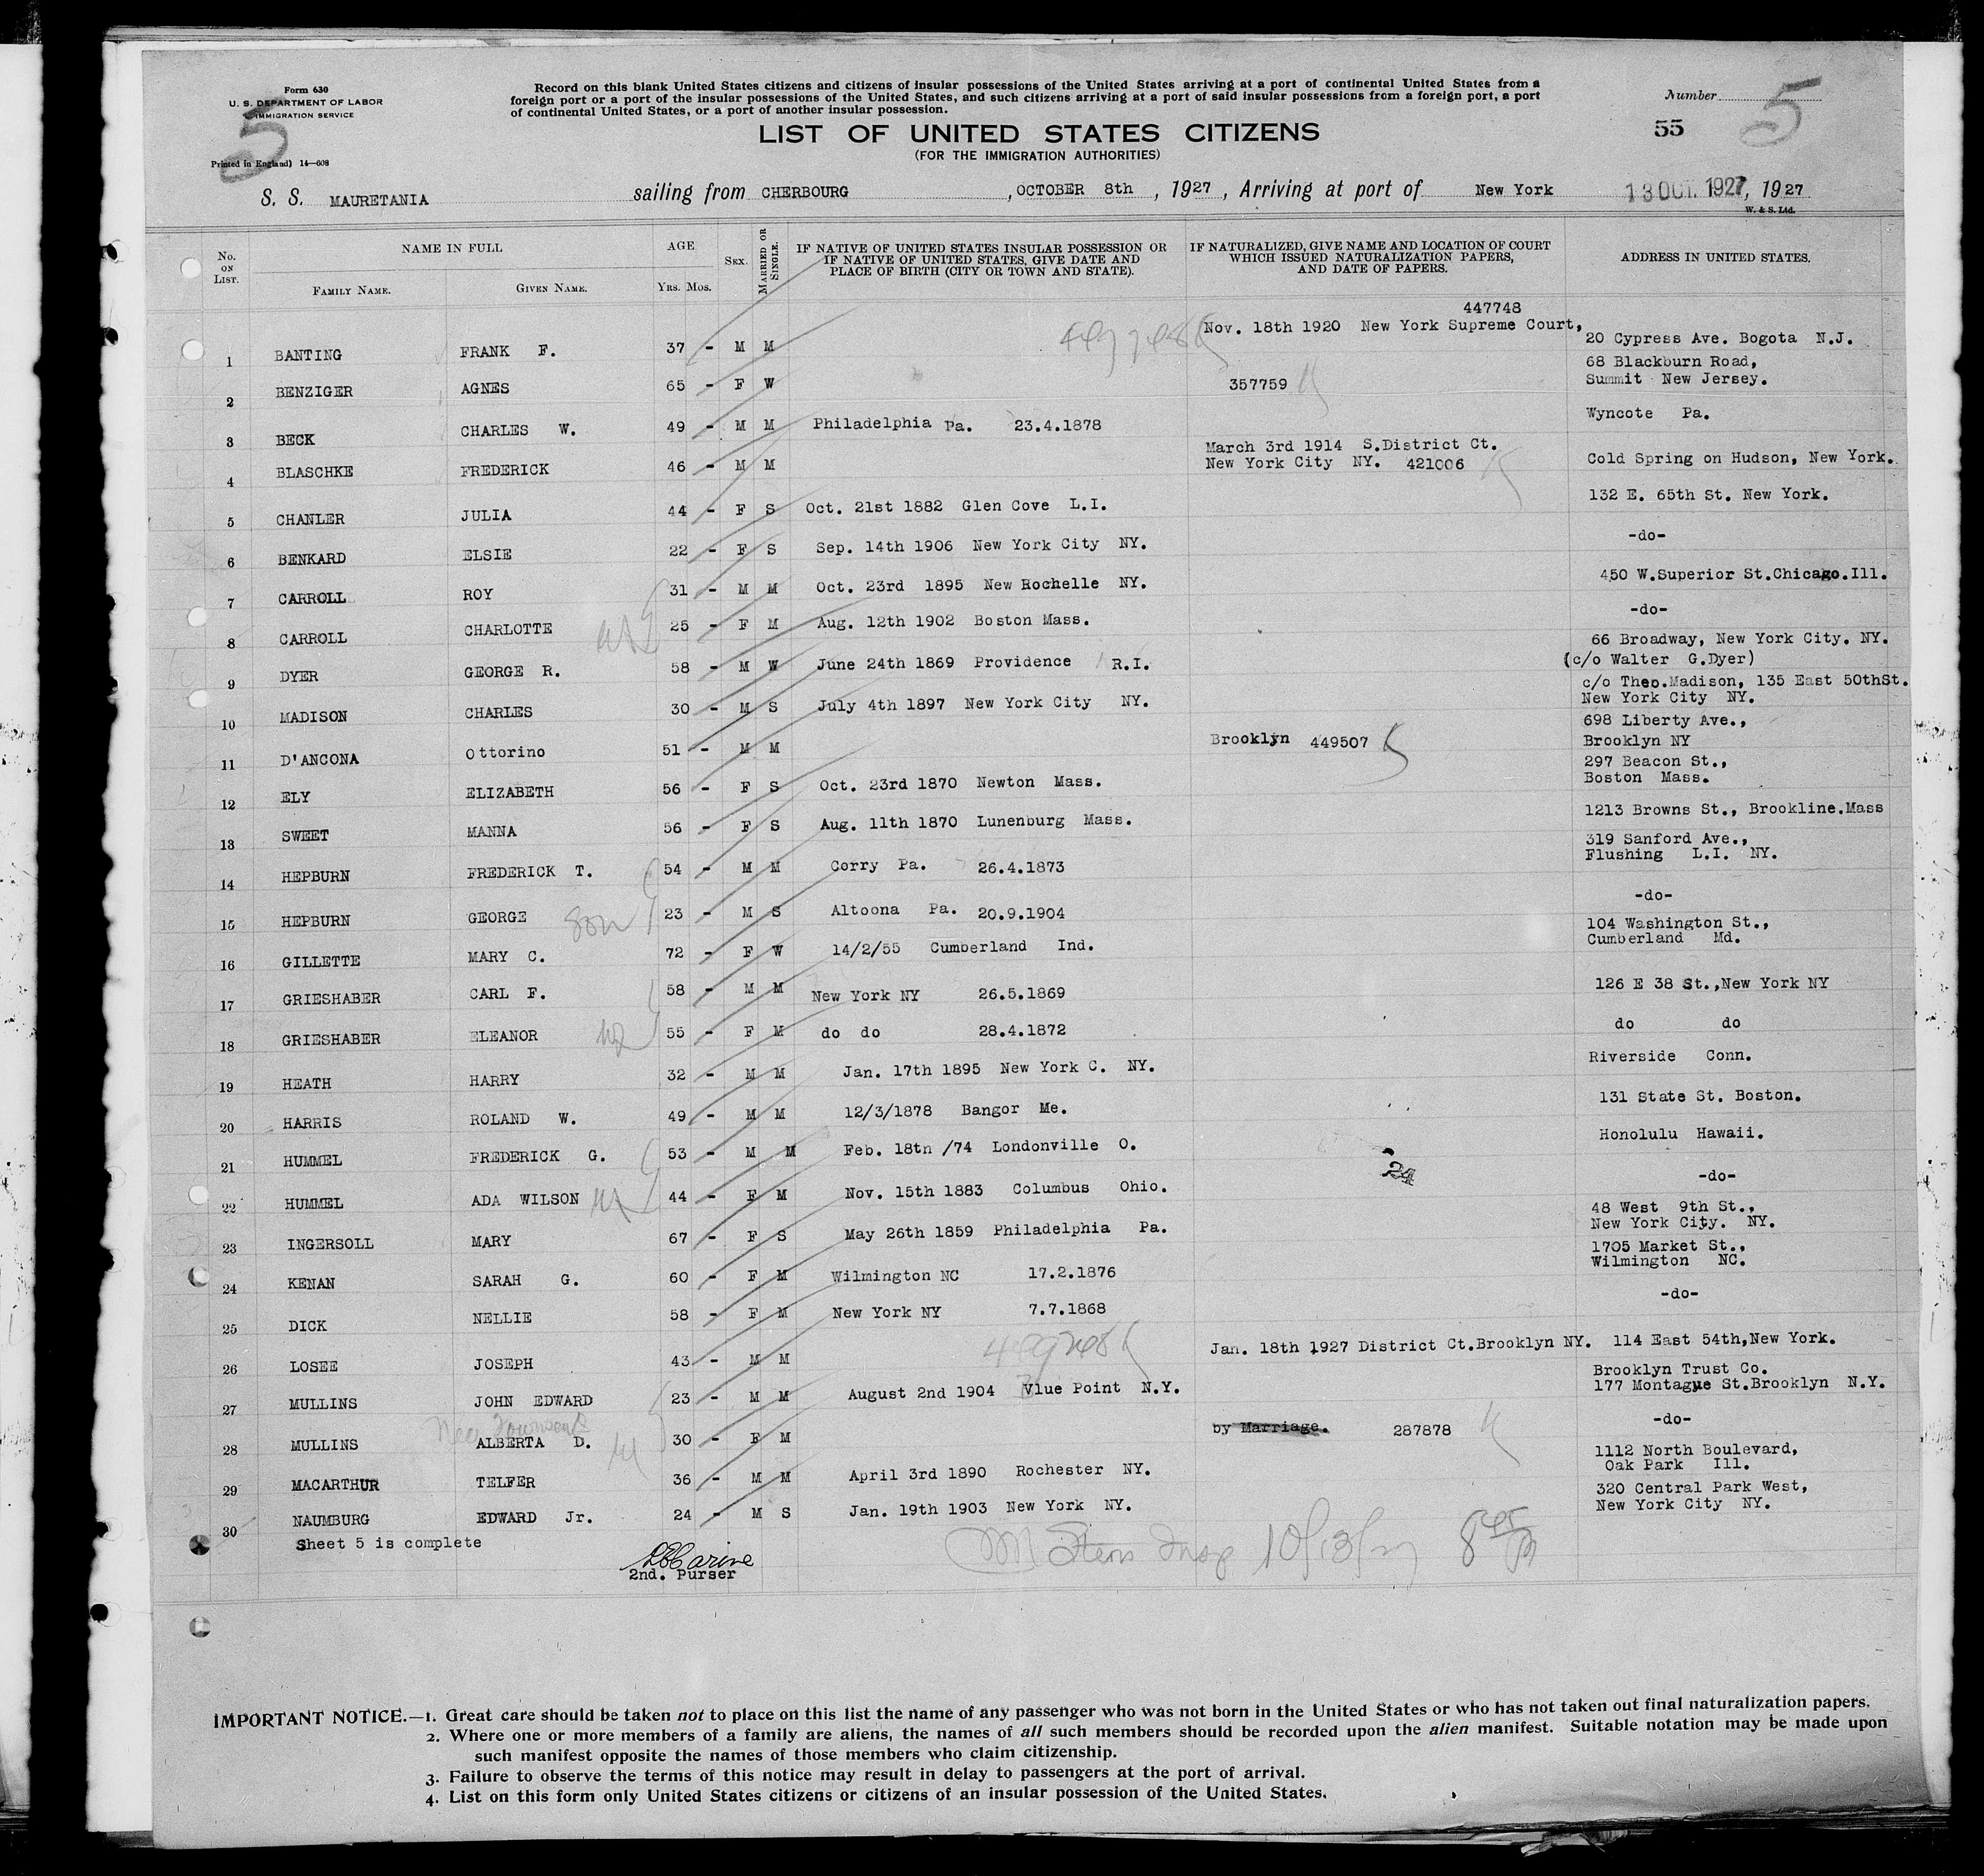 Form 630
U. S. DEPARTMENT OF LABOR
IMMIGRATION SERVICE
Printed in England) 14—608
5
Record on this blank United States citizens and citizens of insular possessions of the United States arriving at a port of continental United States from a
foreign port or a port of the insular possessions of the United States, and such citizens arriving at a port of said insular possessions from a foreign port, a port
of continental United States, or a port of another insular possession.
Number 5
55
LIST OF UNITED STATES CITIZENS
(FOR THE IMMIGRATION AUTHORITIES)
S. S. MAURETANIA sailing from CHERBOURG, OCTOBER 8th, 1927, Arriving at port of New York 13 OCT. 1927, 1927
W. & S. Ltd.
No. ON LIST. NAME IN FULL FAMILY NAME. GIVEN NAME. AGE YRS. MOS. SEX. MARRIED OR SINGLE. IF NATIVE OF UNITED STATES INSULAR POSSESSION OR IF NATIVE OF UNITED STATES, GIVE DATE AND PLACE OF BIRTH (CITY OR TOWN AND STATE). IF NATURALIZED, GIVE NAME AND LOCATION OF COURT WHICH ISSUED NATURALIZATION PAPERS, AND DATE OF PAPERS. ADDRESS IN UNITED STATES.
447748
1 BANTING FRANK F. 37 - M M Nov. 18th 1920 New York Supreme Court, 20 Cypress Ave. Bogota N.J.
2 BENZIGER AGNES 65 - F W 357759 68 Blackburn Road, Summit New Jersey.
3 BECK CHARLES W. 49 - M M Philadelphia Pa. 23.4.1878 Wyncote Pa.
4 BLASCHKE FREDERICK 46 - M M March 3rd 1914 S.District Ct. New York City NY. 421006 Cold Spring on Hudson, New York.
5 CHANLER JULIA 44 - F S Oct. 21st 1882 Glen Cove L.I. 132 E. 65th St. New York.
6 BENKARD ELSIE 22 - F S Sep. 14th 1906 New York City NY. -do-
7 CARROLL ROY 31 - M M Oct. 23rd 1895 New Rochelle NY. 450 W.Superior St.Chicago.Ill.
8 CARROLL CHARLOTTE 25 - F M Aug. 12th 1902 Boston Mass. -do-
9 DYER GEORGE R. 58 - M W June 24th 1869 Providence R.I. 66 Broadway, New York City. NY. (c/o Walter G.Dyer)
10 MADISON CHARLES 30 - M S July 4th 1897 New York City NY. c/o Theo.Madison, 135 East 50thSt. New York City NY.
11 D'ANCONA Ottorino 51 - M M Brooklyn 449507 698 Liberty Ave., Brooklyn NY
12 ELY ELIZABETH 56 - F S Oct. 23rd 1870 Newton Mass. 297 Beacon St., Boston Mass.
13 SWEET MANNA 56 - F S Aug. 11th 1870 Lunenburg Mass. 1213 Browns St., Brookline.Mass
14 HEPBURN FREDERICK T. 54 - M M Corry Pa. 26.4.1873 319 Sanford Ave., Flushing L.I. NY.
15 HEPBURN GEORGE son 23 - M S Altoona Pa. 20.9.1904 -do-
16 GILLETTE MARY C. 72 - F W 14/2/55 Cumberland Ind. 104 Washington St., Cumberland Md.
17 GRIESHABER CARL F. 58 - M M New York NY 26.5.1869 126 E 38 St.,New York NY
18 GRIESHABER ELEANOR 55 - F M do do 28.4.1872 do do
19 HEATH HARRY 32 - M M Jan. 17th 1895 New York C. NY. Riverside Conn.
20 HARRIS ROLAND W. 49 - M M 12/3/1878 Bangor Me. 131 State St. Boston.
21 HUMMEL FREDERICK G. 53 - M M Feb. 18tn /74 Londonville O. 24 Honolulu Hawaii.
22 HUMMEL ADA WILSON 44 - F M Nov. 15th 1883 Columbus Ohio. -do-
23 INGERSOLL MARY 67 - F S May 26th 1859 Philadelphia Pa. 48 West 9th St., New York City. NY.
24 KENAN SARAH G. 60 - F M Wilmington NC 17.2.1876 1705 Market St., Wilmington NC.
25 DICK NELLIE 58 - F M New York NY 7.7.1868 -do-
26 LOSEE JOSEPH 43 - M M Jan. 18th 1927 District Ct.Brooklyn NY. 114 East 54th,New York.
27 MULLINS JOHN EDWARD 23 - M M August 2nd 1904 Vlue Point N.Y. Brooklyn Trust Co. 177 Montague St.Brooklyn N.Y.
28 MULLINS ALBERTA D. 30 - F M by Marriage. 287878 -do-
29 MACARTHUR TELFER 36 - M M April 3rd 1890 Rochester NY. 1112 North Boulevard, Oak Park Ill.
30 NAUMBURG EDWARD Jr. 24 - M S Jan. 19th 1903 New York NY. 320 Central Park West, New York City NY.
Sheet 5 is complete
2nd. Purser
Insp 10/13/27
IMPORTANT NOTICE.—1. Great care should be taken not to place on this list the name of any passenger who was not born in the United States or who has not taken out final naturalization papers.
2. Where one or more members of a family are aliens, the names of all such members should be recorded upon the alien manifest. Suitable notation may be made upon
such manifest opposite the names of those members who claim citizenship.
3. Failure to observe the terms of this notice may result in delay to passengers at the port of arrival.
4. List on this form only United States citizens or citizens of an insular possession of the United States.